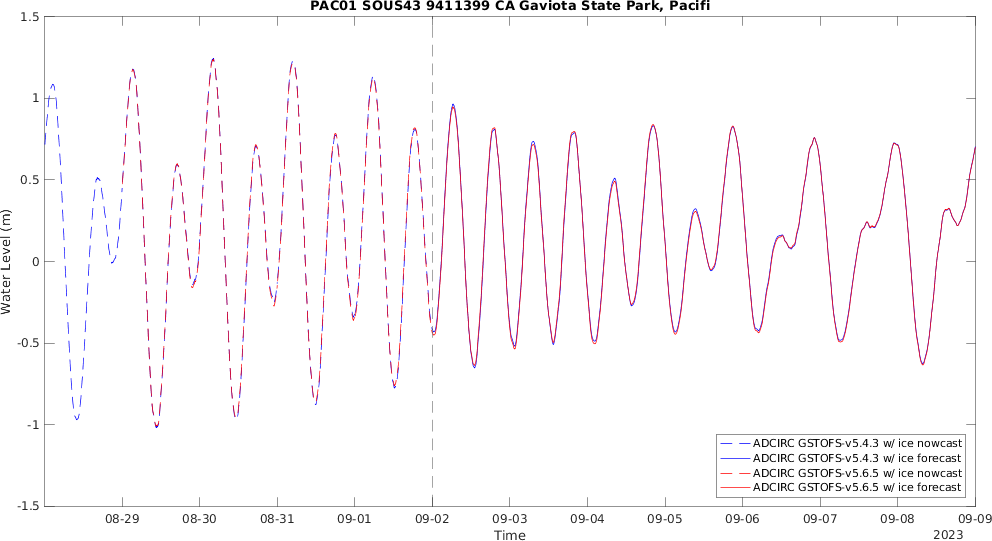 PAC01 SOUS43 9411399 CA Gaviota State Park, Pacifi
1.5
1
0.5
0
-0.5
-1
-1.5
Water Level (m)
ADCIRC GSTOFS-v5.4.3 w/ ice nowcast
ADCIRC GSTOFS-v5.4.3 w/ ice forecast
ADCIRC GSTOFS-v5.6.5 w/ ice nowcast
ADCIRC GSTOFS-v5.6.5 w/ ice forecast
08-29 08-30 08-31 09-01 09-02 09-03 09-04 09-05 09-06 09-07 09-08 09-09
Time
2023